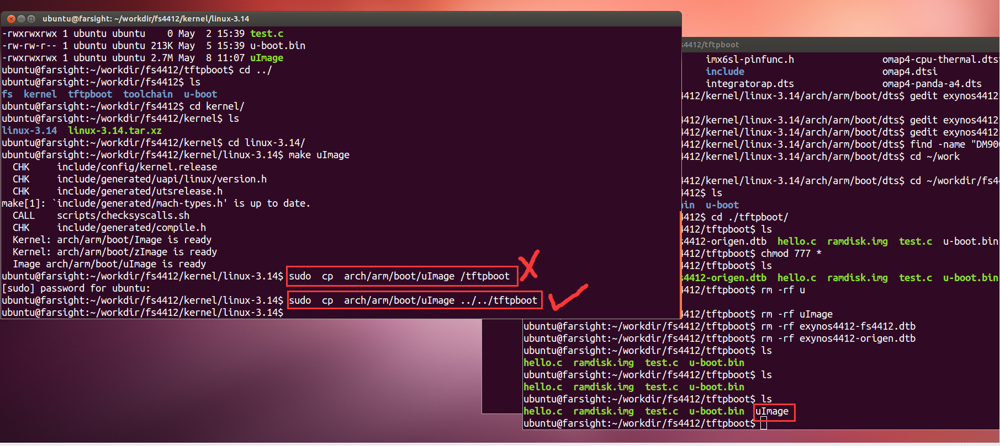 ubuntu@farsight: ~/workdir/fs4412/kernel/linux-3.14
-rwxrwxrwx 1 ubuntu ubuntu    0 May  2 15:39 test.c
-rw-rw-r-- 1 ubuntu ubuntu 213K May  5 15:39 u-boot.bin
-rwxrwxrwx 1 ubuntu ubuntu 2.7M May  8 11:07 uImage
ubuntu@farsight:~/workdir/fs4412/tftpboot$ cd ../
ubuntu@farsight:~/workdir/fs4412$ ls
fs  kernel  tftpboot  toolchain  u-boot
ubuntu@farsight:~/workdir/fs4412$ cd kernel/
ubuntu@farsight:~/workdir/fs4412/kernel$ ls
linux-3.14  linux-3.14.tar.xz
ubuntu@farsight:~/workdir/fs4412/kernel$ cd linux-3.14/
ubuntu@farsight:~/workdir/fs4412/kernel/linux-3.14$ make uImage
  CHK     include/config/kernel.release
  CHK     include/generated/uapi/linux/version.h
  CHK     include/generated/utsrelease.h
make[1]: `include/generated/mach-types.h' is up to date.
  CALL    scripts/checksyscalls.sh
  CHK     include/generated/compile.h
  Kernel: arch/arm/boot/Image is ready
  Kernel: arch/arm/boot/zImage is ready
  Image arch/arm/boot/uImage is ready
ubuntu@farsight:~/workdir/fs4412/kernel/linux-3.14$ sudo  cp  arch/arm/boot/uImage /tftpboot
[sudo] password for ubuntu:
ubuntu@farsight:~/workdir/fs4412/kernel/linux-3.14$ sudo  cp  arch/arm/boot/uImage ../../tftpboot
ubuntu@farsight:~/workdir/fs4412/kernel/linux-3.14$
s4412/tftpboot
imx6sl-pinfunc.h                omap4-cpu-thermal.dts
include                         omap4.dtsi
integratorap.dts                omap4-panda-a4.dts
4412/kernel/linux-3.14/arch/arm/boot/dts$ gedit exynos4412
4412/kernel/linux-3.14/arch/arm/boot/dts$ gedit exynos4412
4412/kernel/linux-3.14/arch/arm/boot/dts$ gedit exynos4412
4412/kernel/linux-3.14/arch/arm/boot/dts$ find -name "DM900
4412/kernel/linux-3.14/arch/arm/boot/dts$ cd ~/work
4412/kernel/linux-3.14/arch/arm/boot/dts$ cd ~/workdir/fs4
4412$ ls
in  u-boot
4412$ cd ./tftpboot/
4412/tftpboot$ ls
s4412-origen.dtb  hello.c  ramdisk.img  test.c  u-boot.bin
4412/tftpboot$ chmod 777 *
4412/tftpboot$ ls
s4412-origen.dtb  hello.c  ramdisk.img  test.c  u-boot.bin
4412/tftpboot$ rm -rf u
4412/tftpboot$ rm -rf uImage
ubuntu@farsight:~/workdir/fs4412/tftpboot$ rm -rf exynos4412-fs4412.dtb
ubuntu@farsight:~/workdir/fs4412/tftpboot$ rm -rf exynos4412-origen.dtb
ubuntu@farsight:~/workdir/fs4412/tftpboot$ ls
hello.c  ramdisk.img  test.c  u-boot.bin
ubuntu@farsight:~/workdir/fs4412/tftpboot$ ls
hello.c  ramdisk.img  test.c  u-boot.bin
ubuntu@farsight:~/workdir/fs4412/tftpboot$ ls
hello.c  ramdisk.img  test.c  u-boot.bin  uImage
ubuntu@farsight:~/workdir/fs4412/tftpboot$